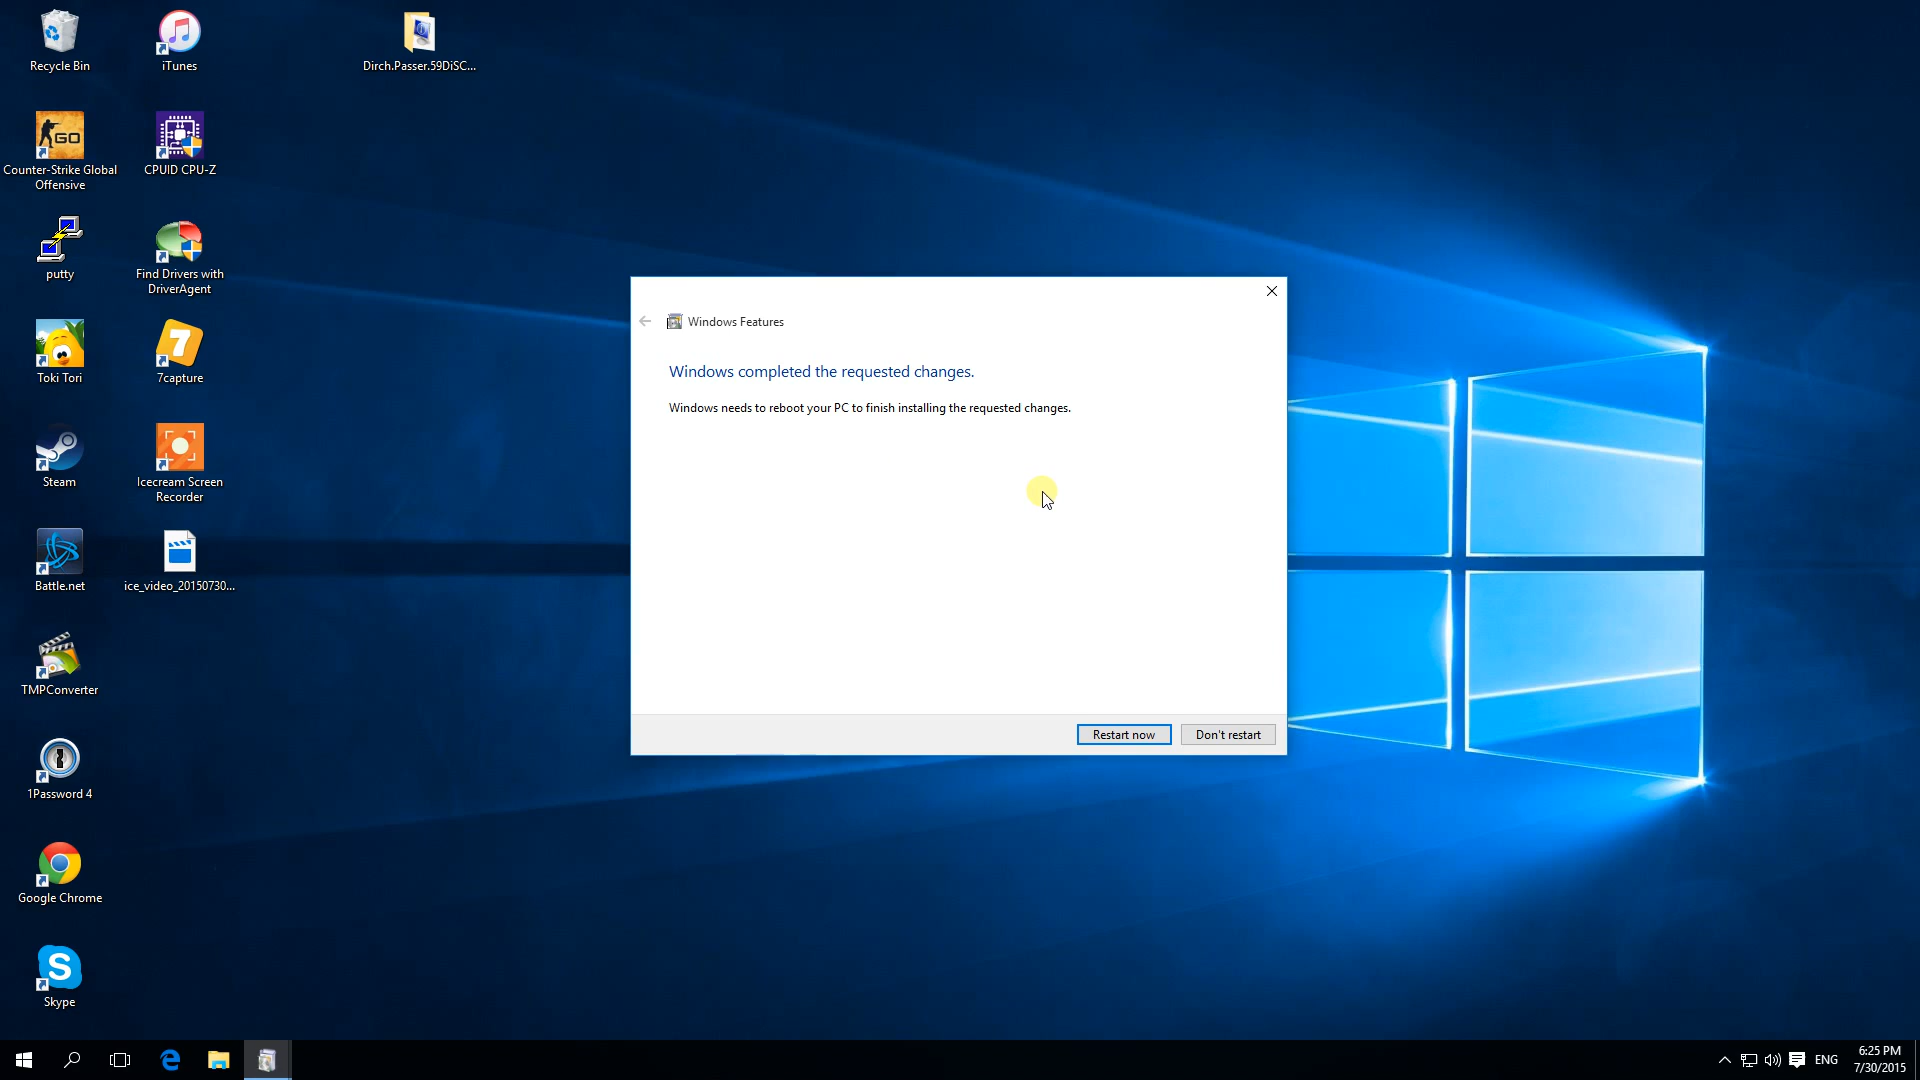 Recycle Bin
iTunes
Dirch.Passer.59DiSC...
GO
Counter-Strike Global
Offensive
CPUID CPU-Z
putty
Find Drivers with
DriverAgent
Toki Tori
7
7capture
Steam
Icecream Screen
Recorder
Battle.net
ice_video_20150730...
TMPConverter
1Password 4
Google Chrome
S
Skype
Windows Features
Windows completed the requested changes.
Windows needs to reboot your PC to finish installing the requested changes.
Restart now
Don't restart
ENG
6:25 PM
7/30/2015